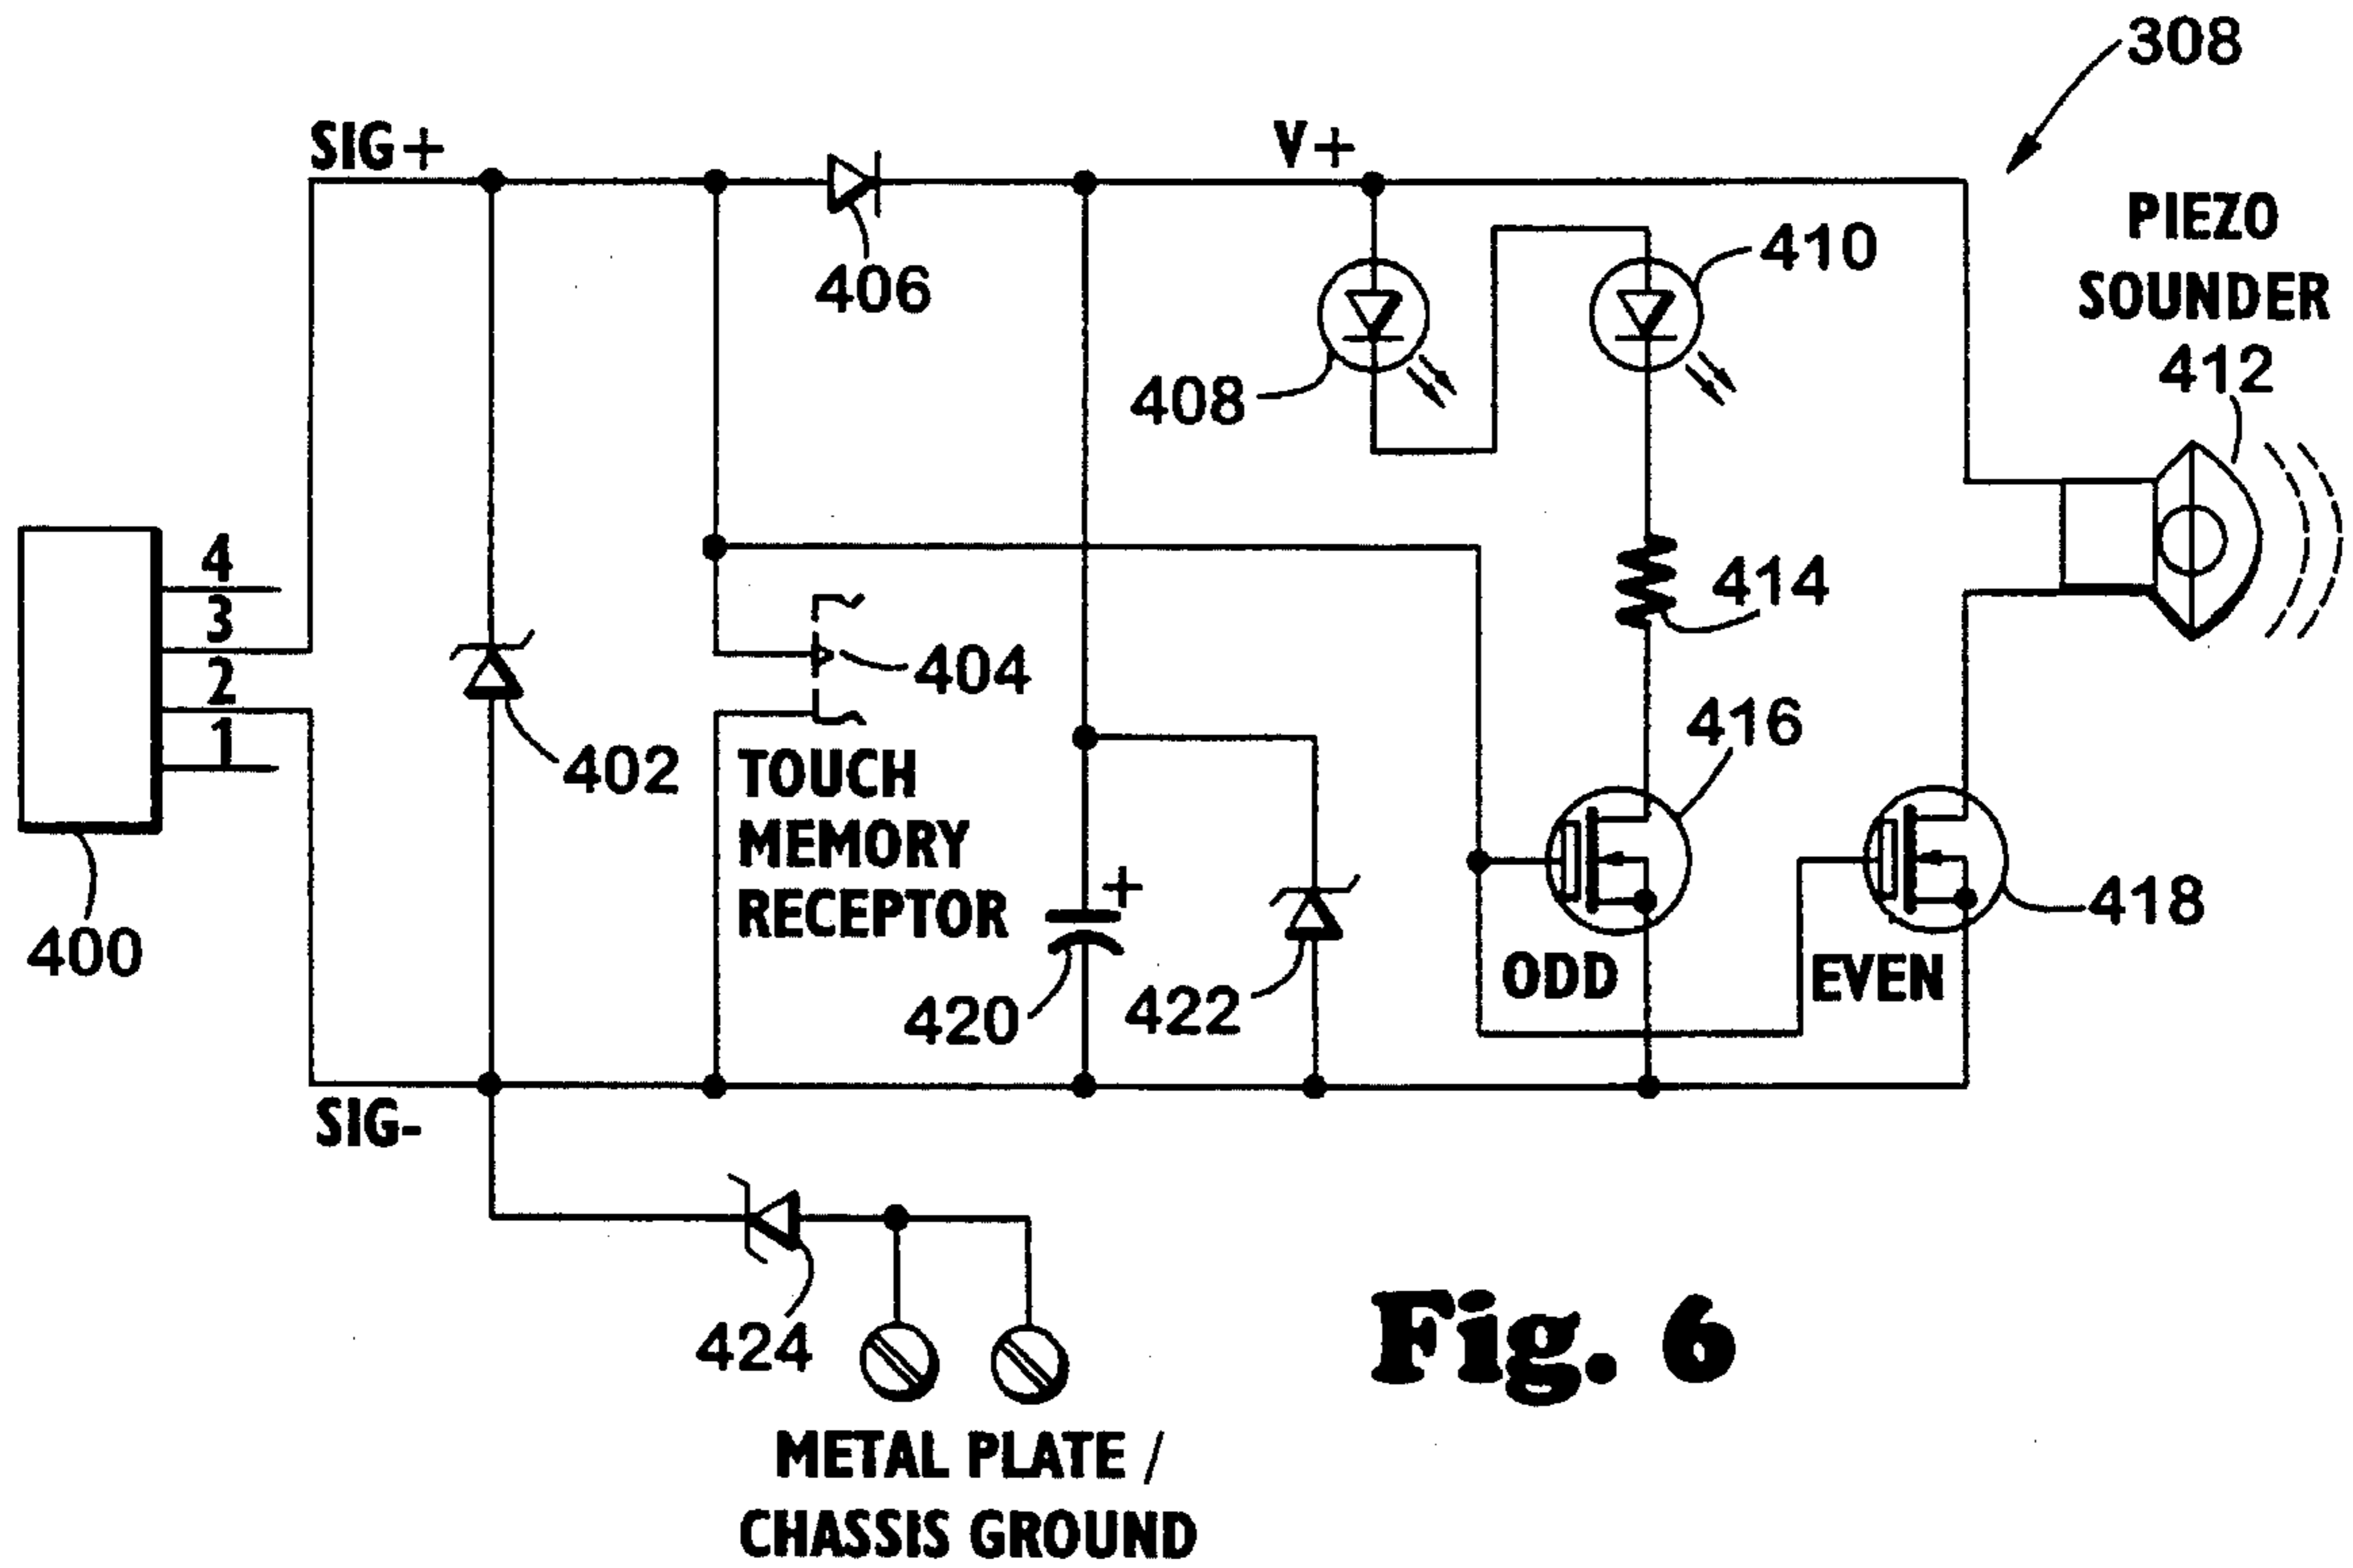 308
SIG+
V+
PIEZO
SOUNDER
412
406
410
408
4
3
2
1
404
414
402
416
TOUCH
MEMORY
RECEPTOR
+
418
400
420
422
ODD
EVEN
SIG-
424
METAL PLATE /
CHASSIS GROUND
Fig. 6